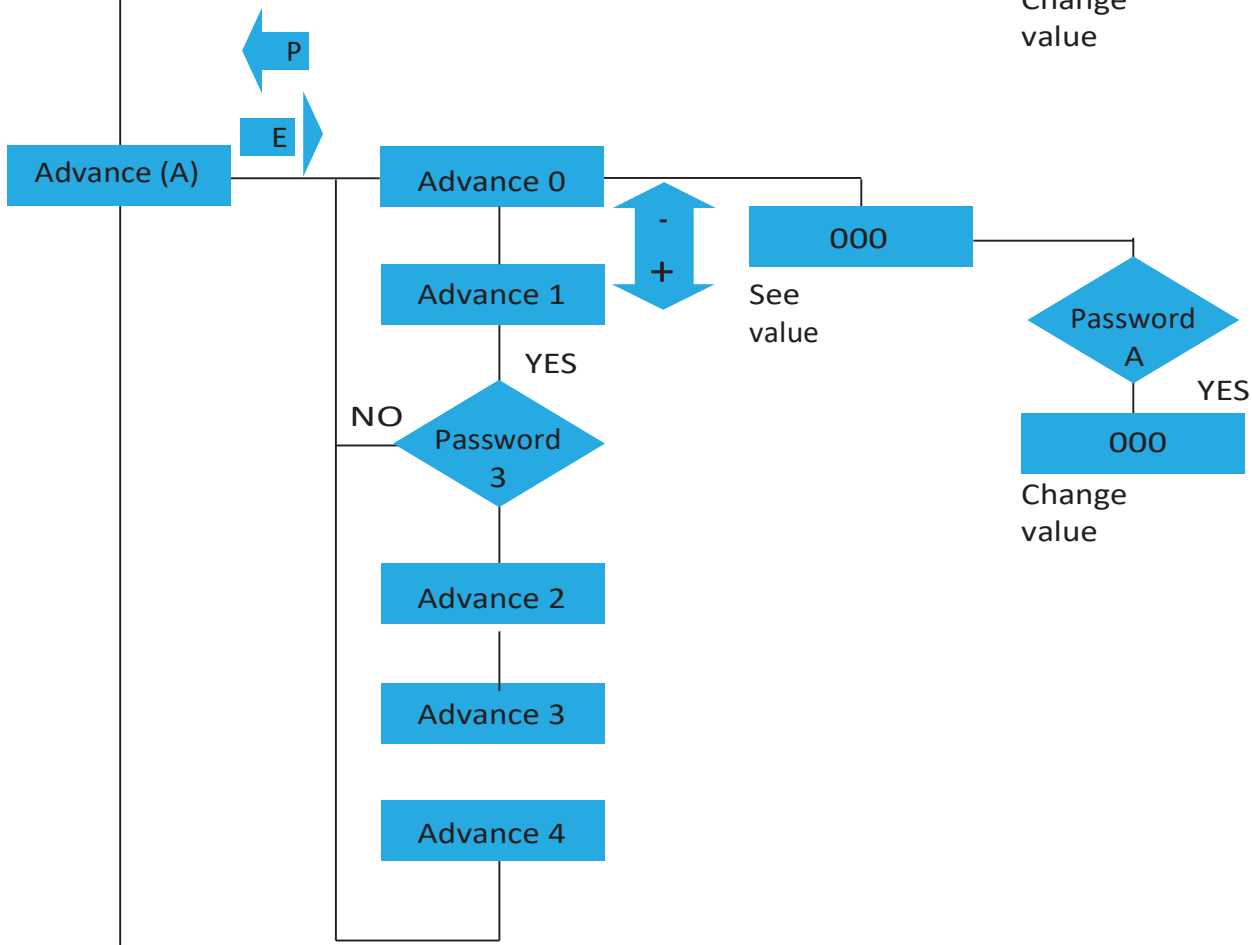 Change
value
P
E
Advance (A)
Advance 0
-
+
000
See
value
Advance 1
Password
A
YES
000
Change
value
YES
NO
Password
3
Advance 2
Advance 3
Advance 4